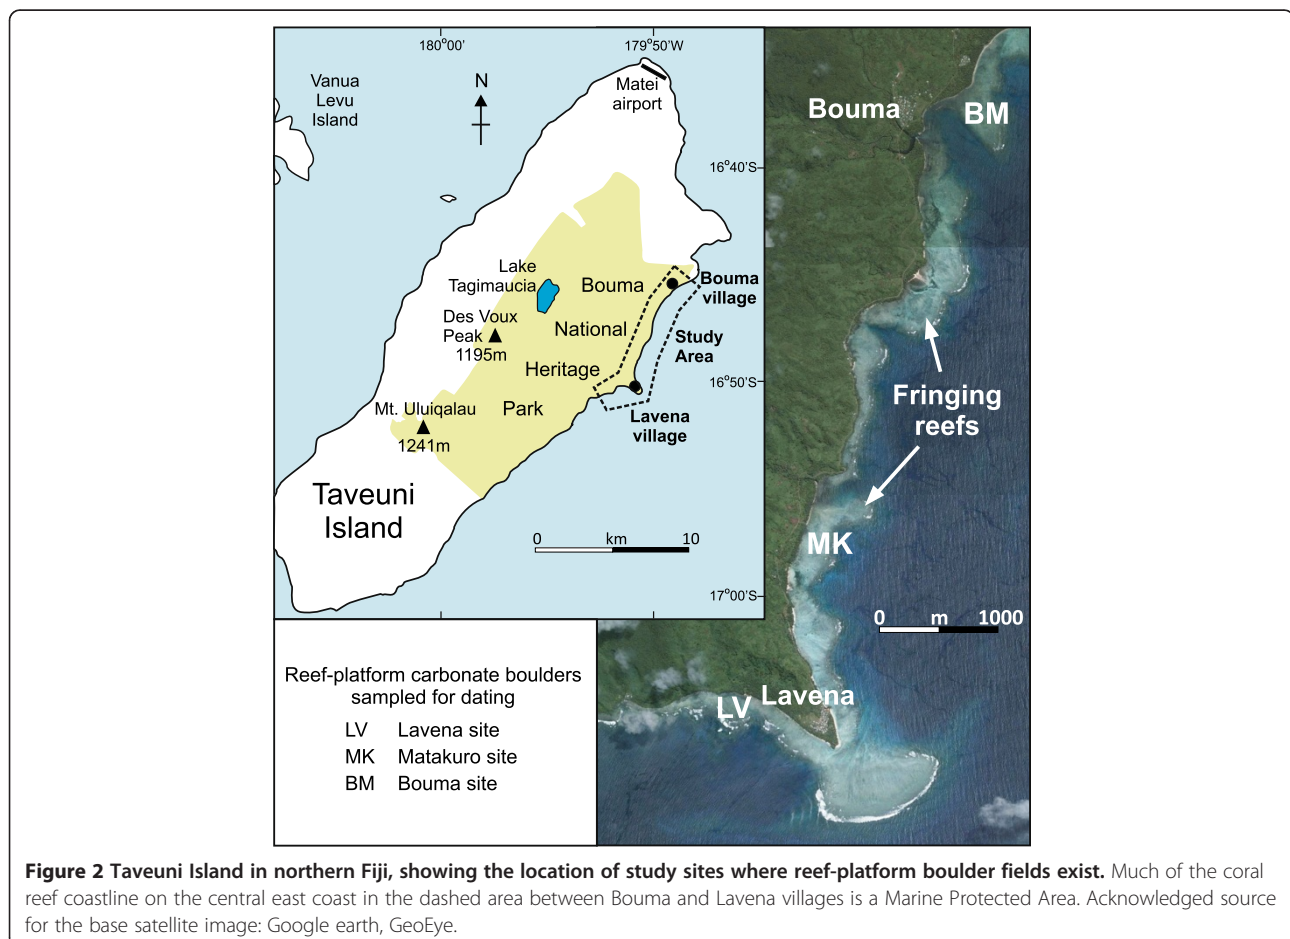 180°00'
179°50'W
Vanua
Levu
Island
N
Matei
airport
16°40'S
Lake
Tagimaucia
Bouma
Bouma
village
Des Voux
Peak
1195m
National
Study
Area
Heritage
16°50'S
Mt. Uluiqalau
1241m
Park
Lavena
village
Taveuni
Island
0 km 10
17°00'S
Bouma
BM
Fringing
reefs
MK
0 m 1000
Lavena
LV
Reef-platform carbonate boulders
sampled for dating
LV Lavena site
MK Matakuro site
BM Bouma site
Figure 2 Taveuni Island in northern Fiji, showing the location of study sites where reef-platform boulder fields exist. Much of the coral
reef coastline on the central east coast in the dashed area between Bouma and Lavena villages is a Marine Protected Area. Acknowledged source
for the base satellite image: Google earth, GeoEye.